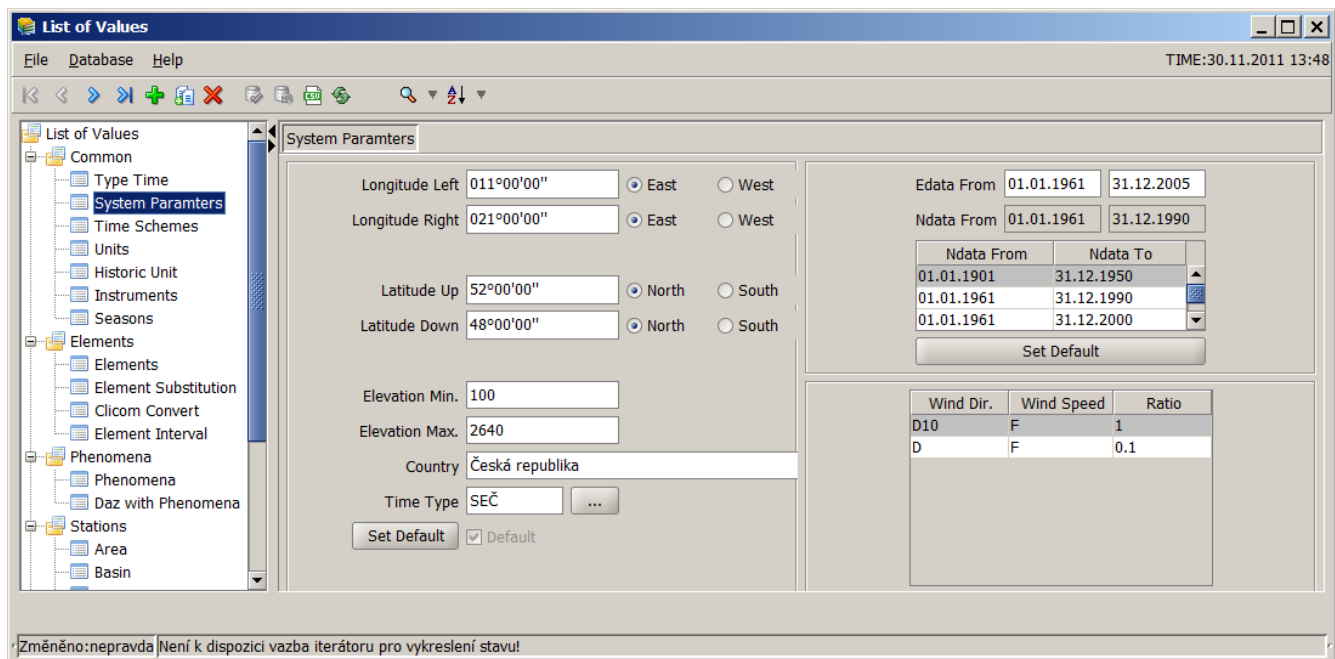 List of Values
File Database Help TIME:30.11.2011 13:48
List of Values
Common
Type Time
System Paramters
Time Schemes
Units
Historic Unit
Instruments
Seasons
Elements
Elements
Element Substitution
Clicom Convert
Element Interval
Phenomena
Phenomena
Daz with Phenomena
Stations
Area
Basin
System Paramters
Longitude Left 011°00'00" East West
Longitude Right 021°00'00" East West
Latitude Up 52°00'00" North South
Latitude Down 48°00'00" North South
Elevation Min. 100
Elevation Max. 2640
Country Česká republika
Time Type SEČ ...
Set Default Default
Edata From 01.01.1961 31.12.2005
Ndata From 01.01.1961 31.12.1990
Ndata From Ndata To
01.01.1901 31.12.1950
01.01.1961 31.12.1990
01.01.1961 31.12.2000
Set Default
Wind Dir. Wind Speed Ratio
D10 F 1
D F 0.1
Změněno:nepravda Není k dispozici vazba iterátoru pro vykreslení stavu!